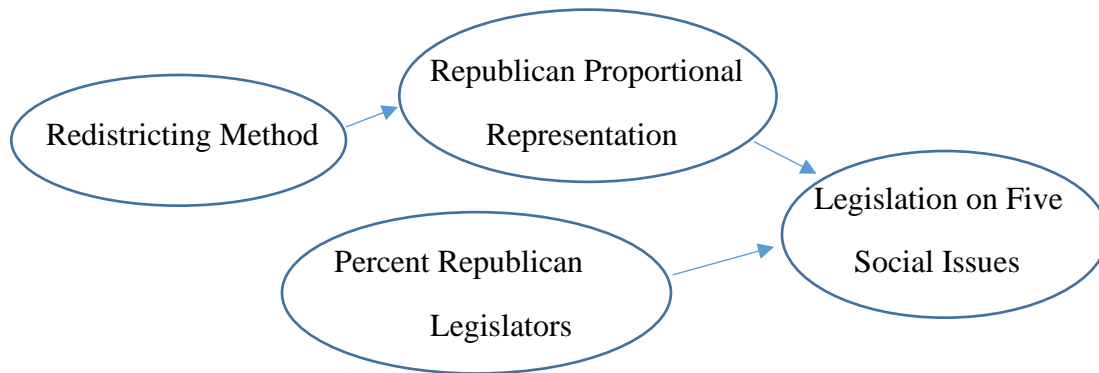 Redistricting Method
Republican Proportional
Representation
Percent Republican
Legislators
Legislation on Five
Social Issues